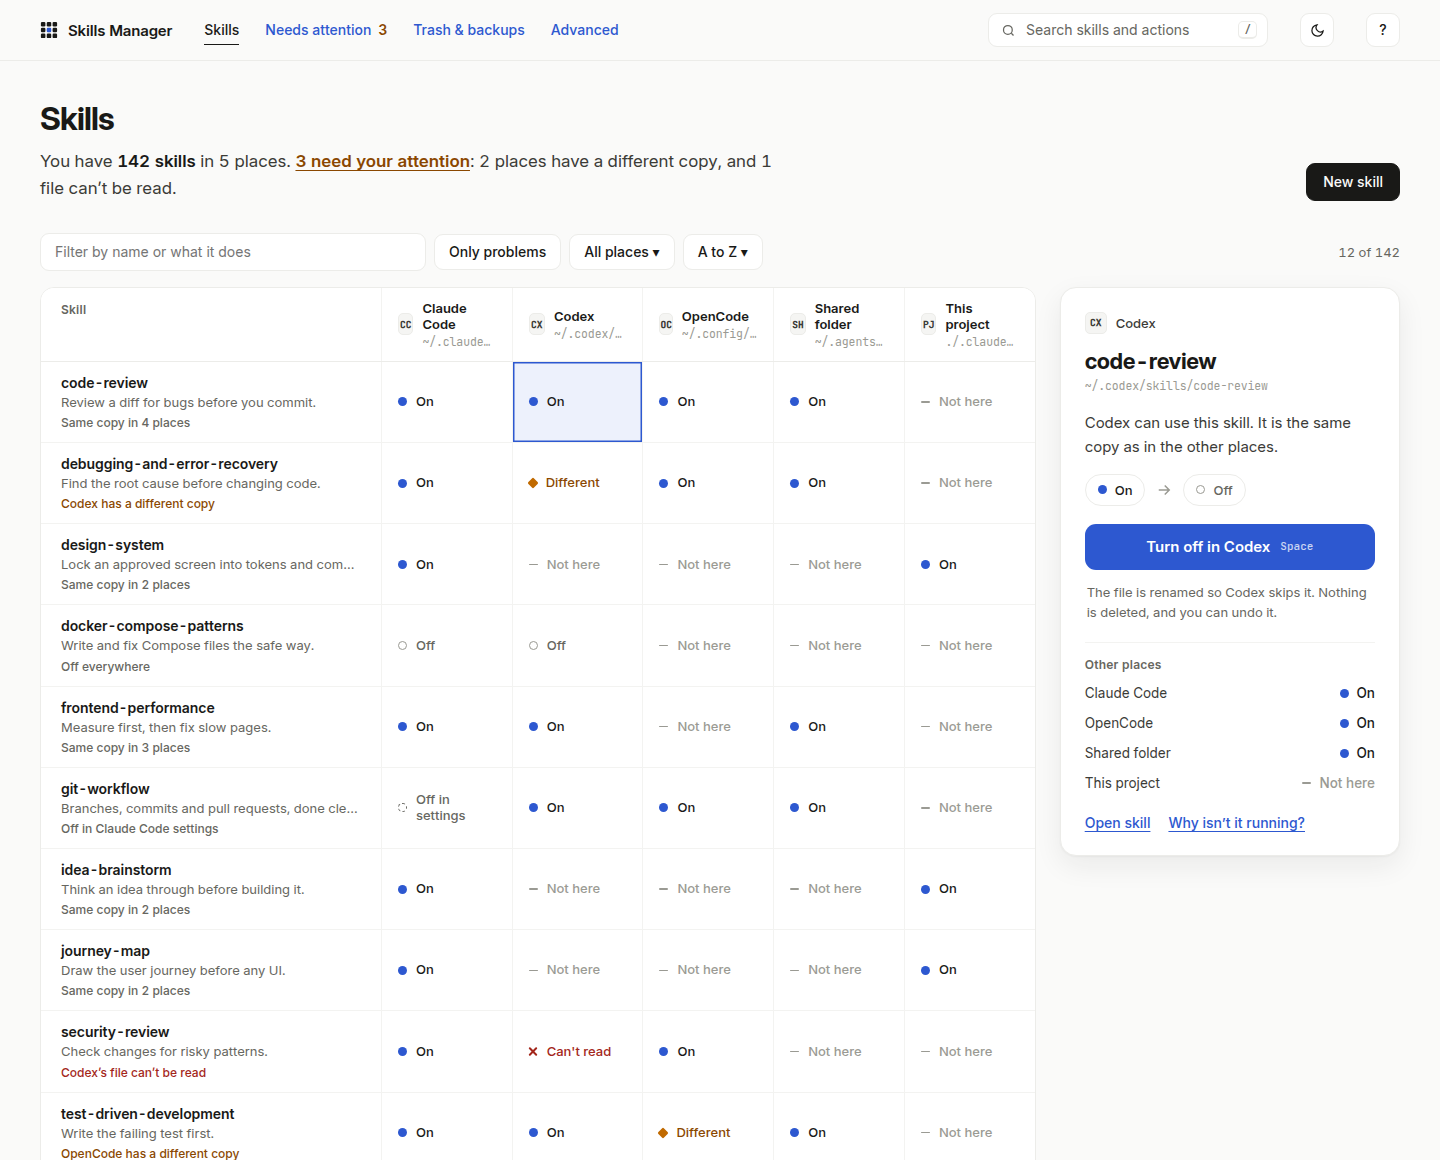 Skills Manager
Skills
Needs attention 3
Trash & backups
Advanced
Search skills and actions /
?
Skills
You have 142 skills in 5 places. 3 need your attention: 2 places have a different copy, and 1
file can’t be read.
New skill
Filter by name or what it does
Only problems
All places ▾
A to Z ▾
12 of 142
Skill
CC Claude Code ~/.claude…
CX Codex ~/.codex/…
OC OpenCode ~/.config/…
SH Shared folder ~/.agents…
PJ This project ./.claude…
code-review
Review a diff for bugs before you commit.
Same copy in 4 places
On
On
On
On
Not here
debugging-and-error-recovery
Find the root cause before changing code.
Codex has a different copy
On
Different
On
On
Not here
design-system
Lock an approved screen into tokens and com…
Same copy in 2 places
On
Not here
Not here
Not here
On
docker-compose-patterns
Write and fix Compose files the safe way.
Off everywhere
Off
Off
Not here
Not here
Not here
frontend-performance
Measure first, then fix slow pages.
Same copy in 3 places
On
On
Not here
On
Not here
git-workflow
Branches, commits and pull requests, done cle…
Off in Claude Code settings
Off in
settings
On
On
On
Not here
idea-brainstorm
Think an idea through before building it.
Same copy in 2 places
On
Not here
Not here
Not here
On
journey-map
Draw the user journey before any UI.
Same copy in 2 places
On
Not here
Not here
Not here
On
security-review
Check changes for risky patterns.
Codex’s file can’t be read
On
Can't read
On
Not here
Not here
test-driven-development
Write the failing test first.
OpenCode has a different copy
On
On
Different
On
Not here
CX Codex
code-review
~/.codex/skills/code-review
Codex can use this skill. It is the same
copy as in the other places.
On → Off
Turn off in Codex Space
The file is renamed so Codex skips it. Nothing
is deleted, and you can undo it.
Other places
Claude Code On
OpenCode On
Shared folder On
This project Not here
Open skill
Why isn’t it running?